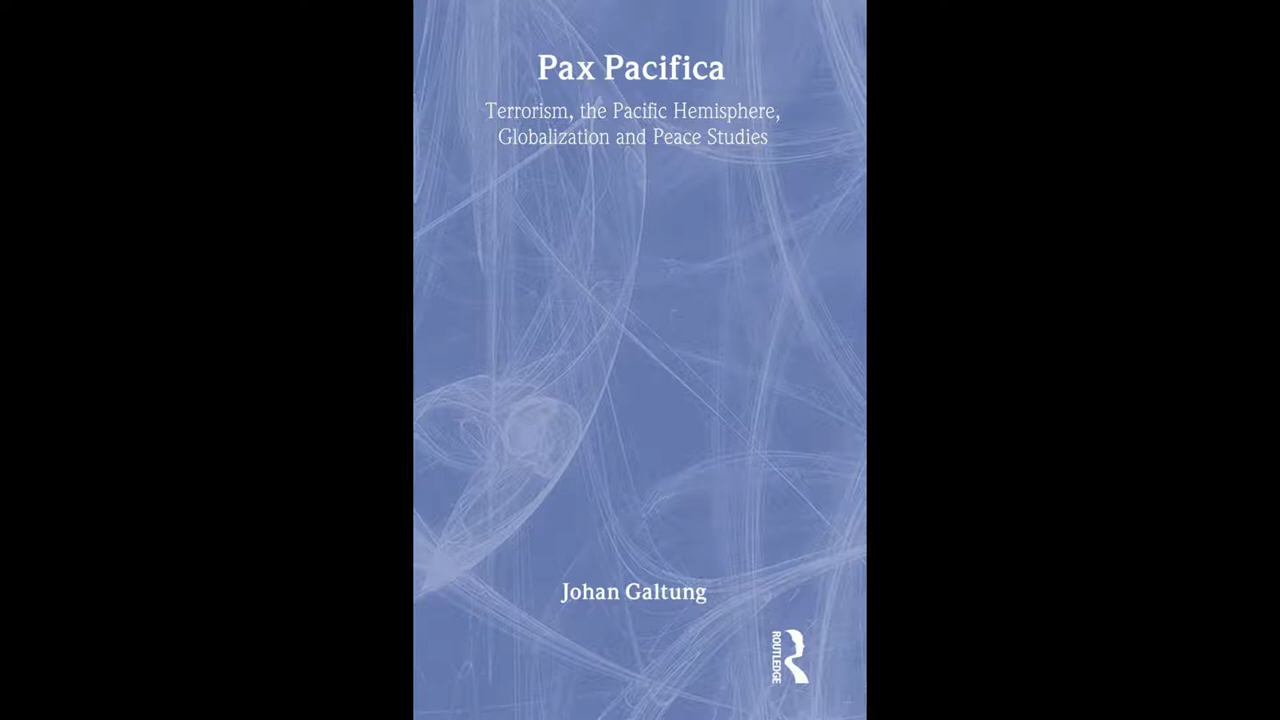 Pax Pacifica
Terrorism, the Pacific Hemisphere,
Globalization and Peace Studies
Johan Galtung
ROUTLEDGE